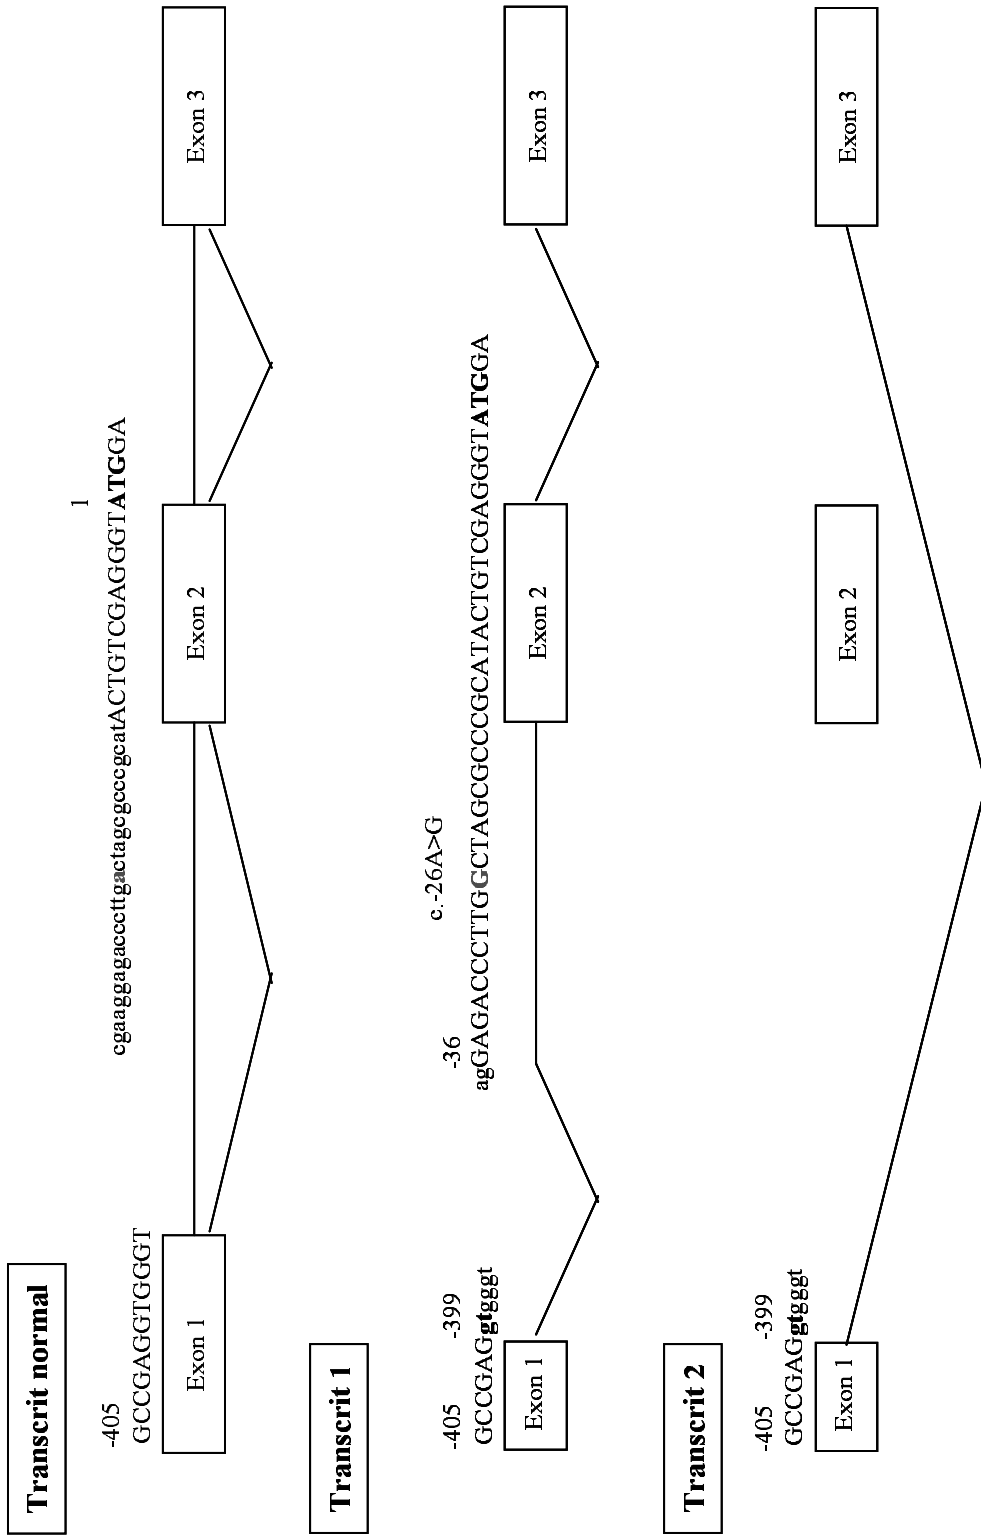 Transcrit normal
-405
GCCGAGGTGGGT
1
cgaaggagacccttgactagcgcccgcatACTGTCGAGGGTATGGA
Exon 1
Exon 2
Exon 3
Transcrit 1
-405
-399
GCCGAGgtgggt
-36
c.-26A>G
agGAGACCCTTGGCTAGCGCCCGCATACTGTCGAGGGTATGGA
Exon 1
Exon 2
Exon 3
Transcrit 2
-405
-399
GCCGAGgtgggt
Exon 1
Exon 2
Exon 3